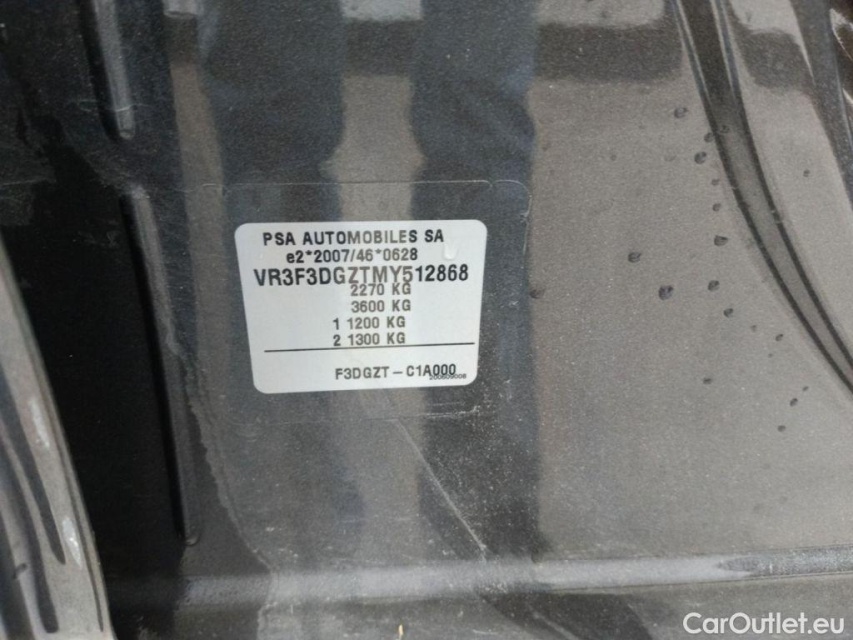 PSA AUTOMOBILES SA
e2*2007/46*0628
VR3F3DGZTMY512868
2270 KG
3600 KG
1 1200 KG
2 1300 KG
F3DGZT - C1A000
CarOutlet.eu